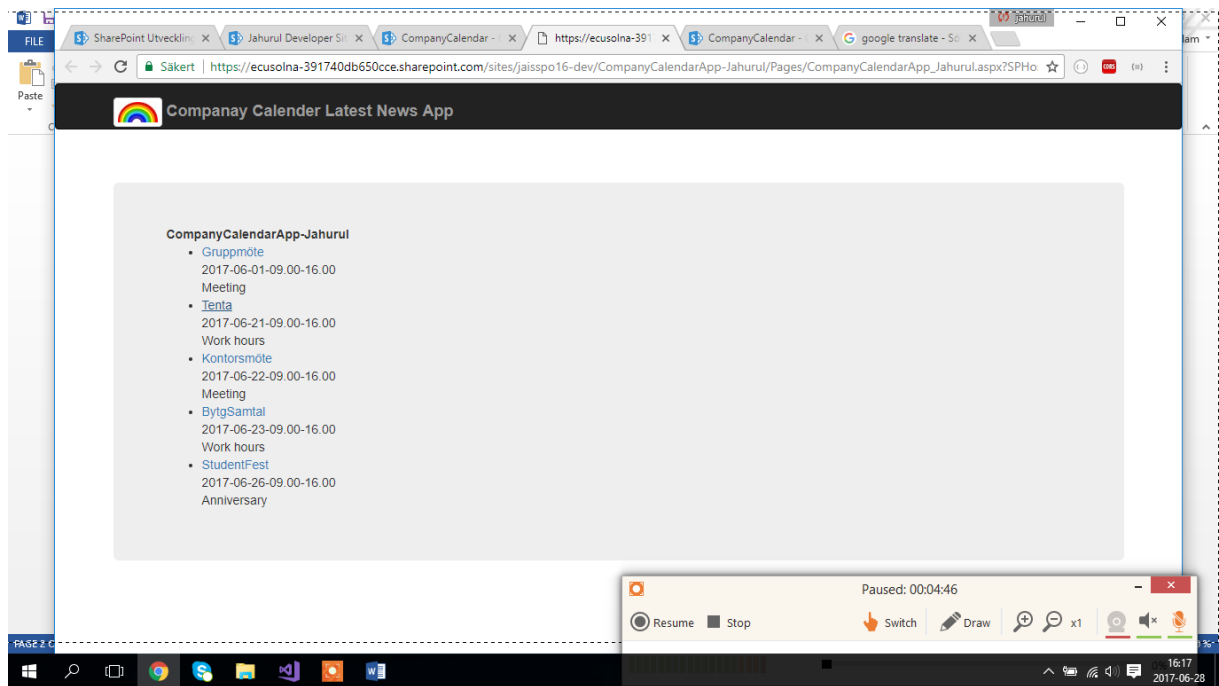 jahurul
FILE
SharePoint Utveckling
Jahurul Developer Sit
CompanyCalendar -
https://ecusolna-391
CompanyCalendar -
google translate - Sö
Säkert | https://ecusolna-391740db650cce.sharepoint.com/sites/jaisspo16-dev/CompanyCalendarApp-Jahurul/Pages/CompanyCalendarApp_Jahurul.aspx?SPHo
CORS
Paste
Companay Calender Latest News App
CompanyCalendarApp-Jahurul
• Gruppmöte
2017-06-01-09.00-16.00
Meeting
• Tenta
2017-06-21-09.00-16.00
Work hours
• Kontorsmöte
2017-06-22-09.00-16.00
Meeting
• BytgSamtal
2017-06-23-09.00-16.00
Work hours
• StudentFest
2017-06-26-09.00-16.00
Anniversary
Paused: 00:04:46
Resume
Stop
Switch
Draw
x1
PAGE 2
16:17
2017-06-28